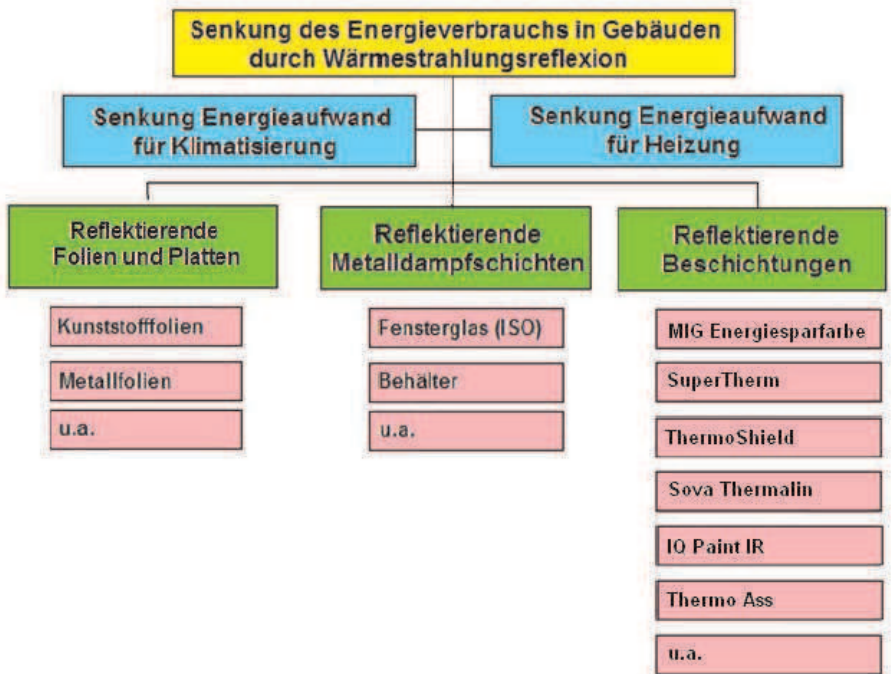 Senkung des Energieverbrauchs in Gebäuden
durch Wärmestrahlungsreflexion
Senkung Energieaufwand
für Klimatisierung
Senkung Energieaufwand
für Heizung
Reflektierende
Folien und Platten
Kunststofffolien
Metallfolien
u.a.
Reflektierende
Metalldampfschichten
Fensterglas (ISO)
Behälter
u.a.
Reflektierende
Beschichtungen
MIG Energiesparfarbe
SuperTherm
ThermoShield
Sova Thermalin
IQ Paint IR
Thermo Ass
u.a.